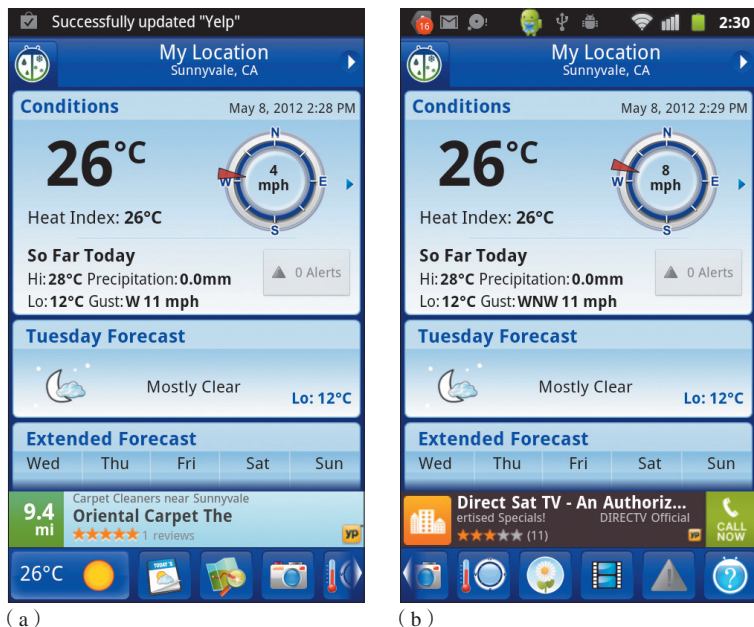 Successfully updated "Yelp"
My Location
Sunnyvale, CA
Conditions
May 8, 2012 2:28 PM
26°C
N
W
E
S
4
mph
Heat Index: 26°C
So Far Today
Hi: 28°C Precipitation: 0.0mm
Lo: 12°C Gust: W 11 mph
0 Alerts
Tuesday Forecast
Mostly Clear
Lo: 12°C
Extended Forecast
Wed Thu Fri Sat Sun
9.4
mi
Carpet Cleaners near Sunnyvale
Oriental Carpet The
1 reviews
YP
26°C
TODAY'S
(a)
16
2:30
My Location
Sunnyvale, CA
Conditions
May 8, 2012 2:29 PM
26°C
N
W
E
S
8
mph
Heat Index: 26°C
So Far Today
Hi: 28°C Precipitation: 0.0mm
Lo: 12°C Gust: WNW 11 mph
0 Alerts
Tuesday Forecast
Mostly Clear
Lo: 12°C
Extended Forecast
Wed Thu Fri Sat Sun
Direct Sat TV - An Authoriz...
ertised Specials! DIRECTV Official
(11)
YP
CALL
NOW
?
(b)